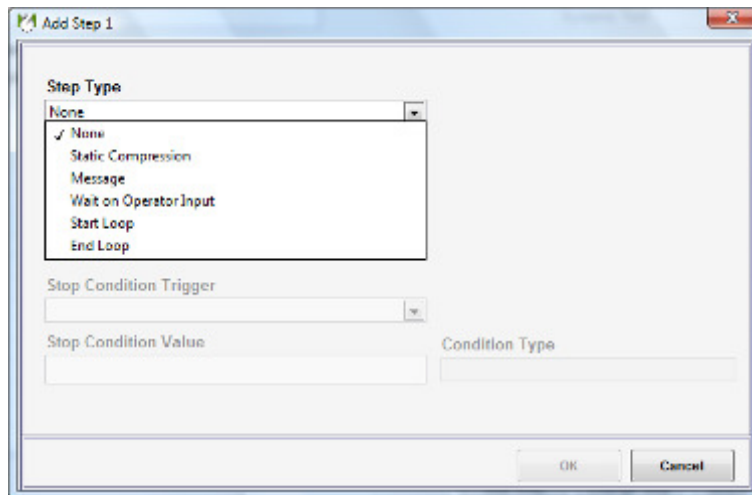 Add Step 1
Step Type
None
✓ None
Static Compression
Message
Wait on Operator Input
Start Loop
End Loop
Stop Condition Trigger
Stop Condition Value
Condition Type
OK
Cancel